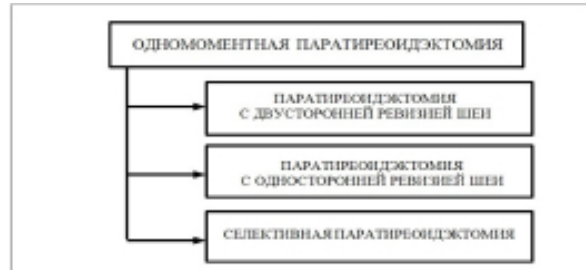 ОДНОМОМЕНТНАЯ ПАРАТИРЕОИДЭКТОМИЯ
ПАРАТИРЕОИДЭКТОМИЯ
С ДВУСТОРОННЕЙ РЕВИЗИЕЙ ШЕИ
ПАРАТИРЕОИДЭКТОМИЯ
С ОДНОСТОРОННЕЙ РЕВИЗИЕЙ ШЕИ
СЕЛЕКТИВНАЯ ПАРАТИРЕОИДЭКТОМИЯ